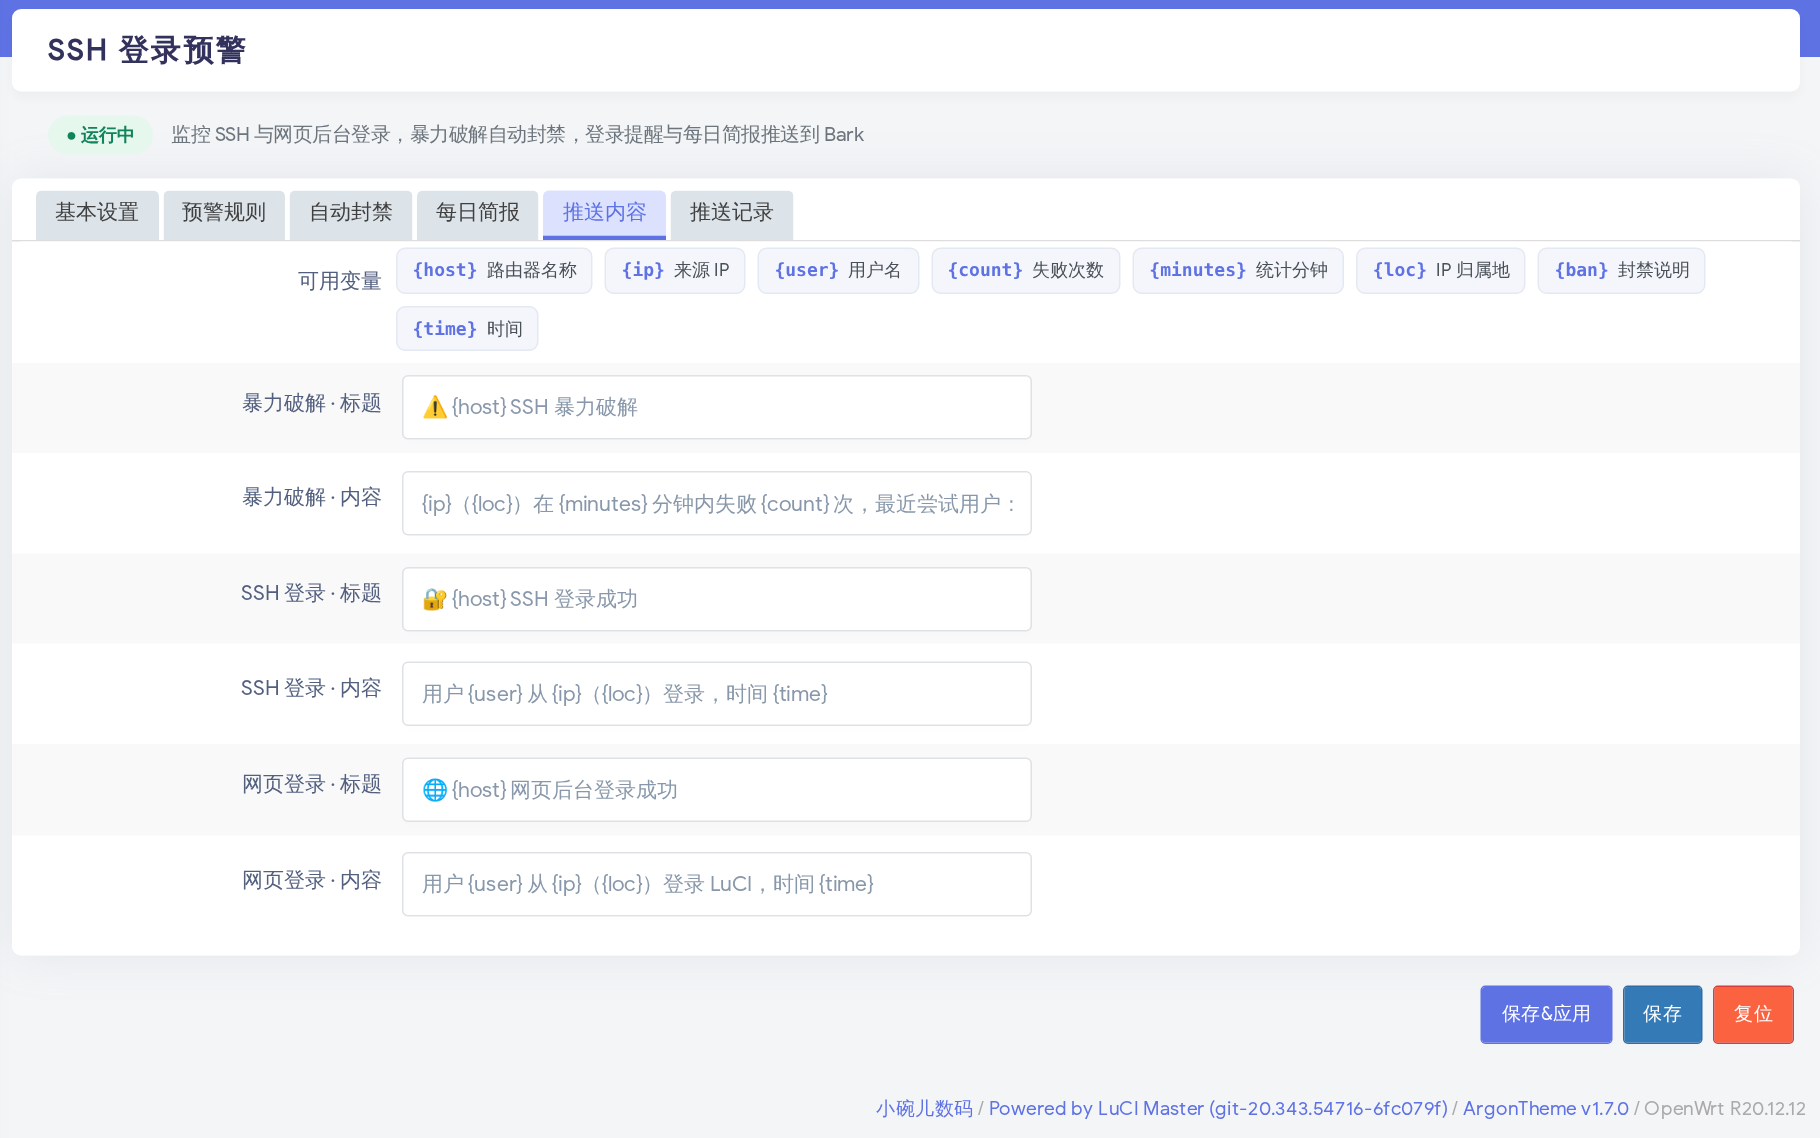 SSH 登录预警
● 运行中 监控 SSH 与网页后台登录，暴力破解自动封禁，登录提醒与每日简报推送到 Bark
基本设置 预警规则 自动封禁 每日简报 推送内容 推送记录
可用变量 {host} 路由器名称 {ip} 来源 IP {user} 用户名 {count} 失败次数 {minutes} 统计分钟 {loc} IP 归属地 {ban} 封禁说明
{time} 时间
暴力破解 · 标题 ⚠️ {host} SSH 暴力破解
暴力破解 · 内容 {ip}（{loc}）在 {minutes} 分钟内失败 {count} 次，最近尝试用户：
SSH 登录 · 标题 🔐 {host} SSH 登录成功
SSH 登录 · 内容 用户 {user} 从 {ip}（{loc}）登录，时间 {time}
网页登录 · 标题 🌐 {host} 网页后台登录成功
网页登录 · 内容 用户 {user} 从 {ip}（{loc}）登录 LuCI，时间 {time}
保存&应用 保存 复位
小碗儿数码 / Powered by LuCI Master (git-20.343.54716-6fc079f) / ArgonTheme v1.7.0 / OpenWrt R20.12.12